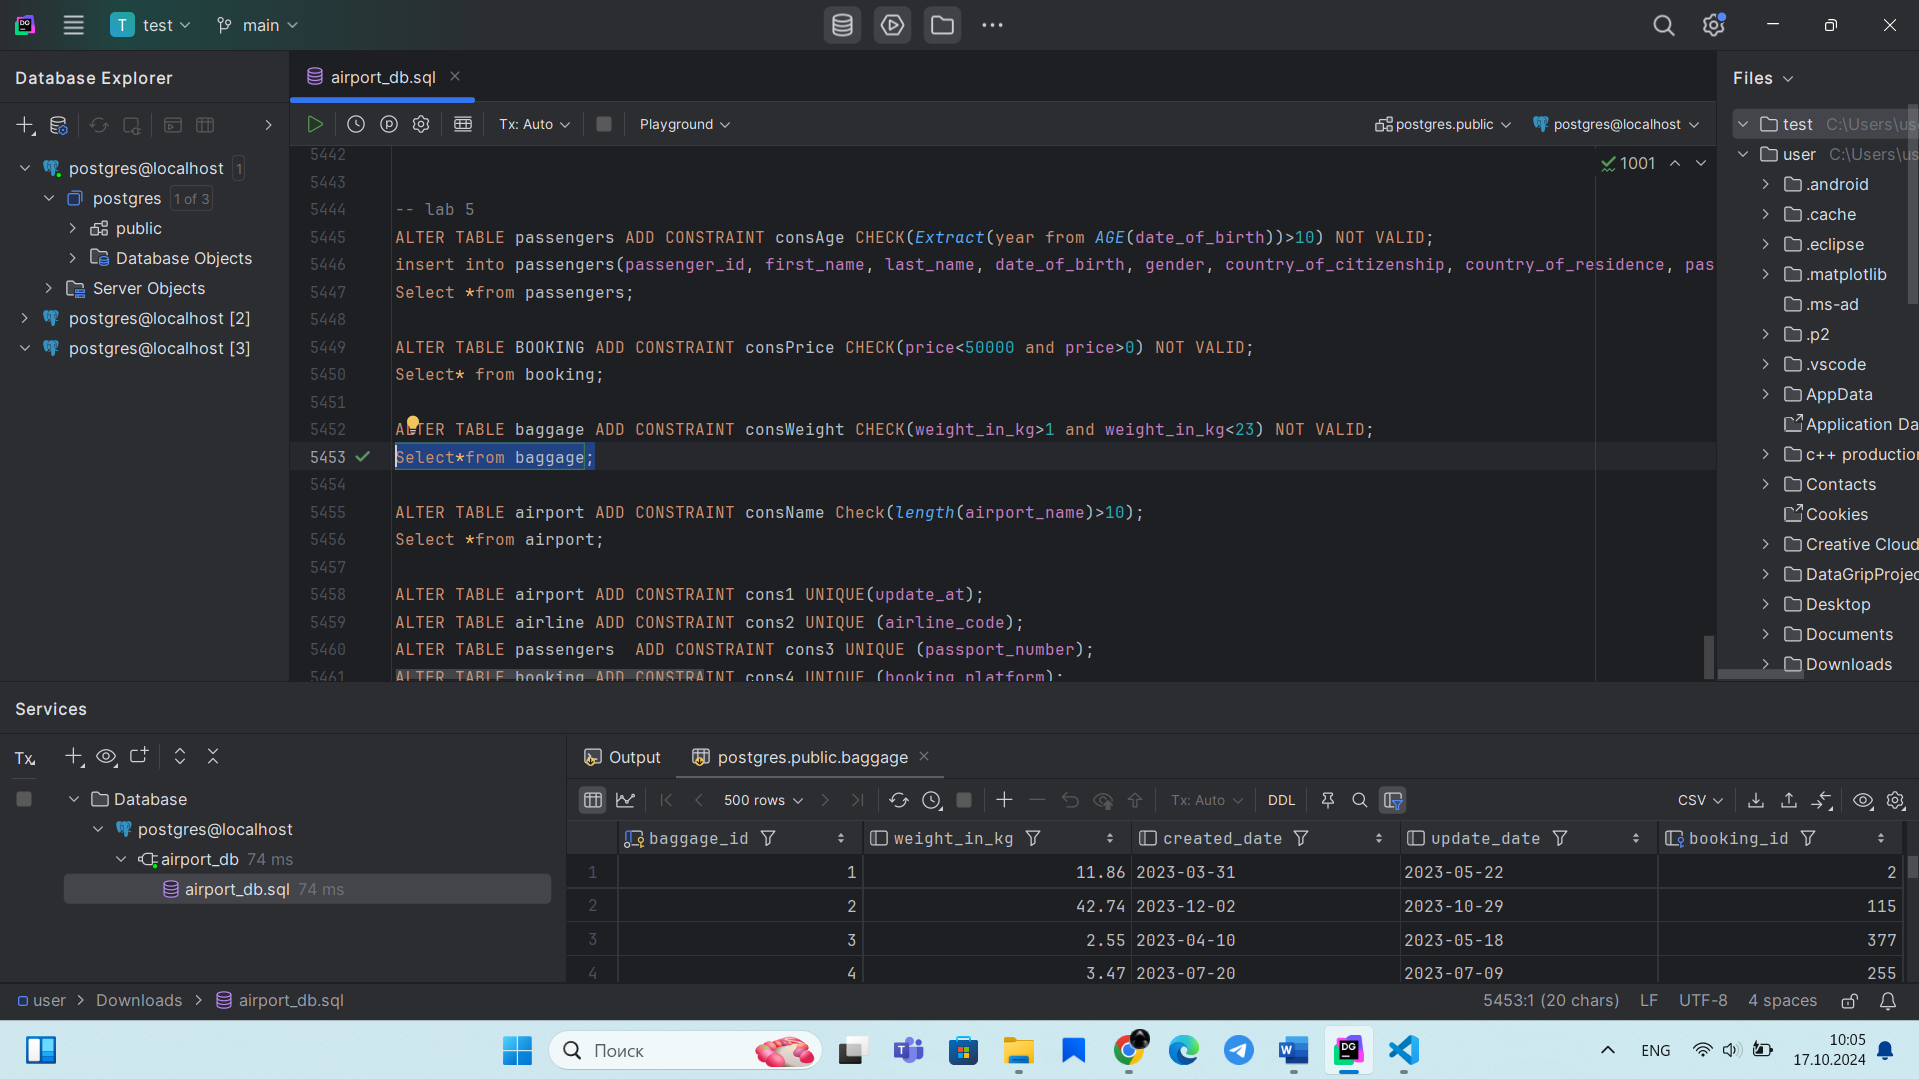 T test main
Database Explorer
airport_db.sql
Files
Tx: Auto Playground postgres.public postgres@localhost
postgres@localhost 1
postgres 1 of 3
public
Database Objects
Server Objects
postgres@localhost [2]
postgres@localhost [3]
1001
5442
5443
5444 -- lab 5
5445 ALTER TABLE passengers ADD CONSTRAINT consAge CHECK(Extract(year from AGE(date_of_birth))>10) NOT VALID;
5446 insert into passengers(passenger_id, first_name, last_name, date_of_birth, gender, country_of_citizenship, country_of_residence, pas
5447 Select *from passengers;
5448
5449 ALTER TABLE BOOKING ADD CONSTRAINT consPrice CHECK(price<50000 and price>0) NOT VALID;
5450 Select* from booking;
5451
5452 ALTER TABLE baggage ADD CONSTRAINT consWeight CHECK(weight_in_kg>1 and weight_in_kg<23) NOT VALID;
5453 Select*from baggage;
5454
5455 ALTER TABLE airport ADD CONSTRAINT consName Check(length(airport_name)>10);
5456 Select *from airport;
5457
5458 ALTER TABLE airport ADD CONSTRAINT cons1 UNIQUE(update_at);
5459 ALTER TABLE airline ADD CONSTRAINT cons2 UNIQUE (airline_code);
5460 ALTER TABLE passengers  ADD CONSTRAINT cons3 UNIQUE (passport_number);
5461 ALTER TABLE booking ADD CONSTRAINT cons4 UNIQUE (booking_platform);
test C:\Users\us
user C:\Users\us
.android
.cache
.eclipse
.matplotlib
.ms-ad
.p2
.vscode
AppData
Application Da
c++ production
Contacts
Cookies
Creative Cloud
DataGripProjec
Desktop
Documents
Downloads
Services
Tx
Database
postgres@localhost
airport_db 74 ms
airport_db.sql 74 ms
Output postgres.public.baggage
500 rows Tx: Auto DDL CSV
baggage_id weight_in_kg created_date update_date booking_id
1 1 11.86 2023-03-31 2023-05-22 2
2 2 42.74 2023-12-02 2023-10-29 115
3 3 2.55 2023-04-10 2023-05-18 377
4 4 3.47 2023-07-20 2023-07-09 255
user > Downloads > airport_db.sql
5453:1 (20 chars) LF UTF-8 4 spaces
Поиск
ENG
10:05
17.10.2024